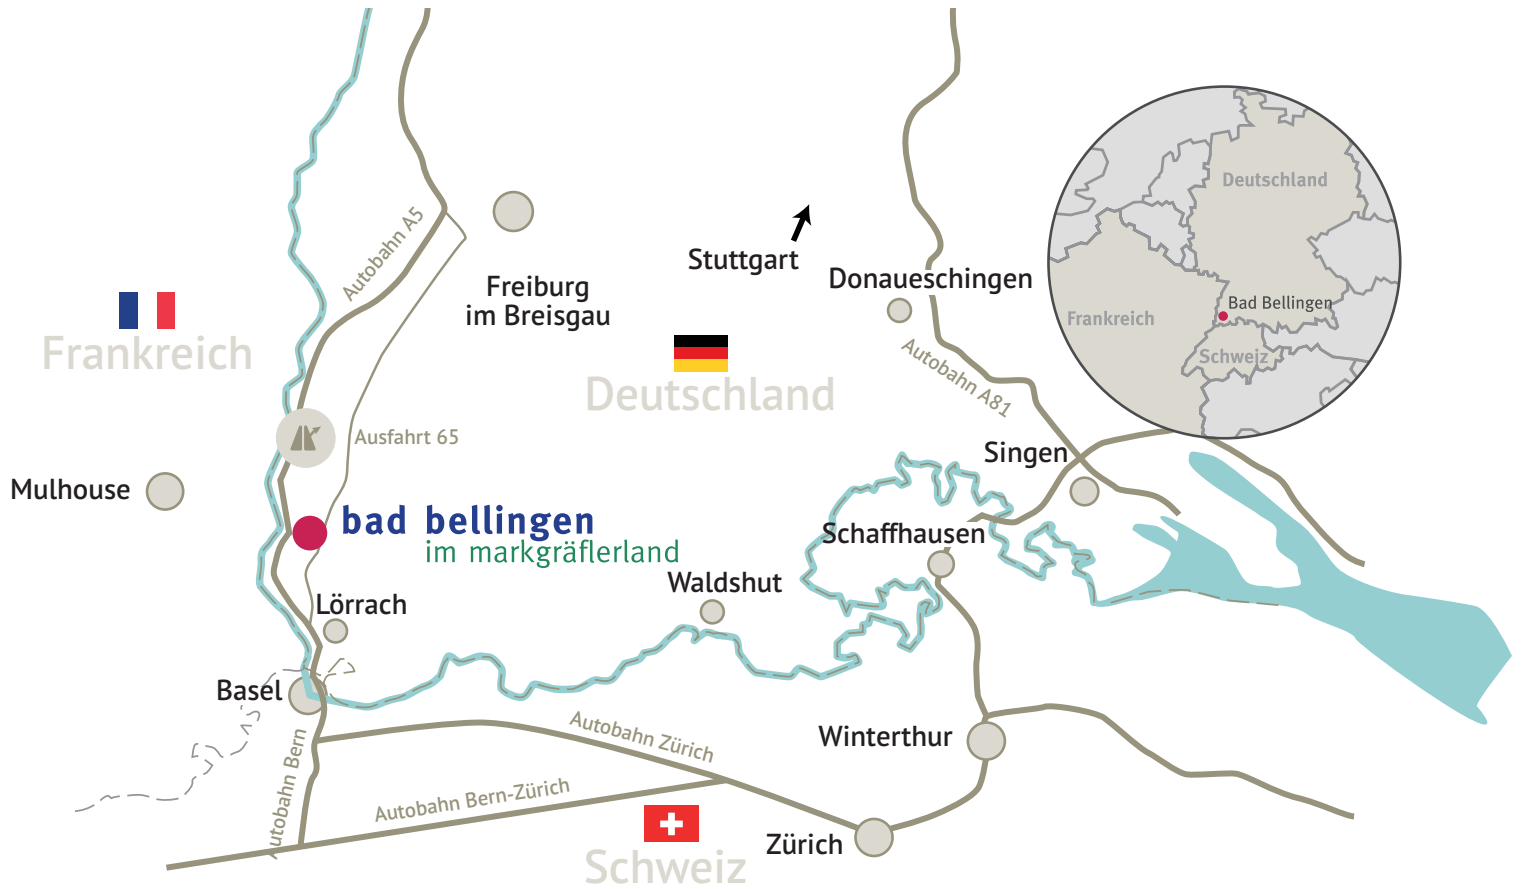 Autobahn A5
Freiburg
im Breisgau
Stuttgart
Donaueschingen
Deutschland
Bad Bellingen
Frankreich
Schweiz
Frankreich
Deutschland
Autobahn A81
Ausfahrt 65
Singen
Mulhouse
bad bellingen
im markgräflerland
Schaffhausen
Waldshut
Lörrach
Basel
Autobahn Bern
Autobahn Zürich
Winterthur
Autobahn Bern-Zürich
Zürich
Schweiz